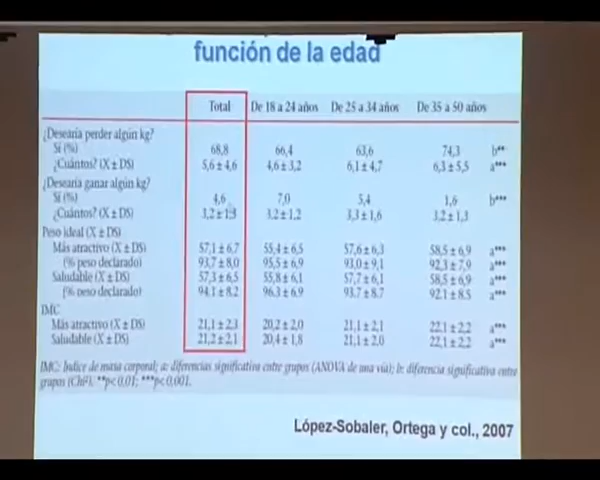 función de la edad
Total De 18 a 24 años De 25 a 34 años De 35 a 50 años
¿Desearía perder algún kg?
Sí (%) 68,8 66,4 63,6 74,3 b**
¿Cuántos? (X ± DS) 5,6 ± 4,6 4,6 ± 3,2 6,1 ± 4,7 6,3 ± 5,5 a***
¿Desearía ganar algún kg?
Sí (%) 4,6 7,0 5,4 1,6 b***
¿Cuántos? (X ± DS) 3,2 ± 1,3 3,2 ± 1,2 3,3 ± 1,6 3,2 ± 1,3
Peso ideal (X ± DS)
Más atractivo (X ± DS) 57,1 ± 6,7 55,4 ± 6,5 57,6 ± 6,3 58,5 ± 6,9 a***
(% peso declarado) 93,7 ± 8,0 95,5 ± 6,9 93,0 ± 9,1 92,3 ± 7,9 a***
Saludable (X ± DS) 57,3 ± 6,5 55,8 ± 6,1 57,7 ± 6,1 58,5 ± 6,9 a***
(% peso declarado) 94,1 ± 8,2 96,3 ± 6,9 93,7 ± 8,7 92,1 ± 8,5 a***
IMC
Más atractivo (X ± DS) 21,1 ± 2,3 20,2 ± 2,0 21,1 ± 2,1 22,1 ± 2,2 a***
Saludable (X ± DS) 21,2 ± 2,1 20,4 ± 1,8 21,1 ± 2,0 22,1 ± 2,2 a***
IMC: Índice de masa corporal; a: diferencias significativa entre grupos (ANOVA de una vía); b: diferencia significativa entre
grupos (Chi²). **p< 0,01; ***p< 0,001.
López-Sobaler, Ortega y col., 2007